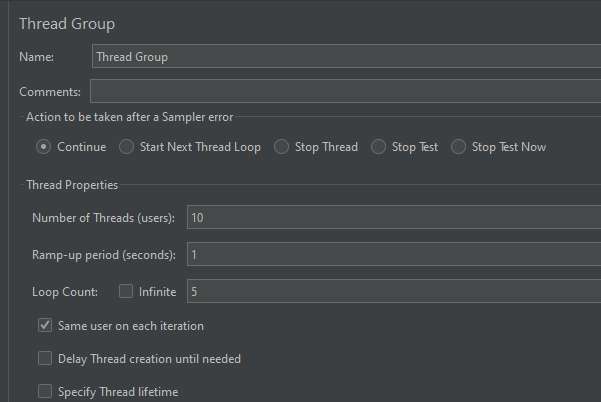 Thread Group
Name: Thread Group
Comments:
Action to be taken after a Sampler error
Continue Start Next Thread Loop Stop Thread Stop Test Stop Test Now
Thread Properties
Number of Threads (users): 10
Ramp-up period (seconds): 1
Loop Count: Infinite 5
Same user on each iteration
Delay Thread creation until needed
Specify Thread lifetime